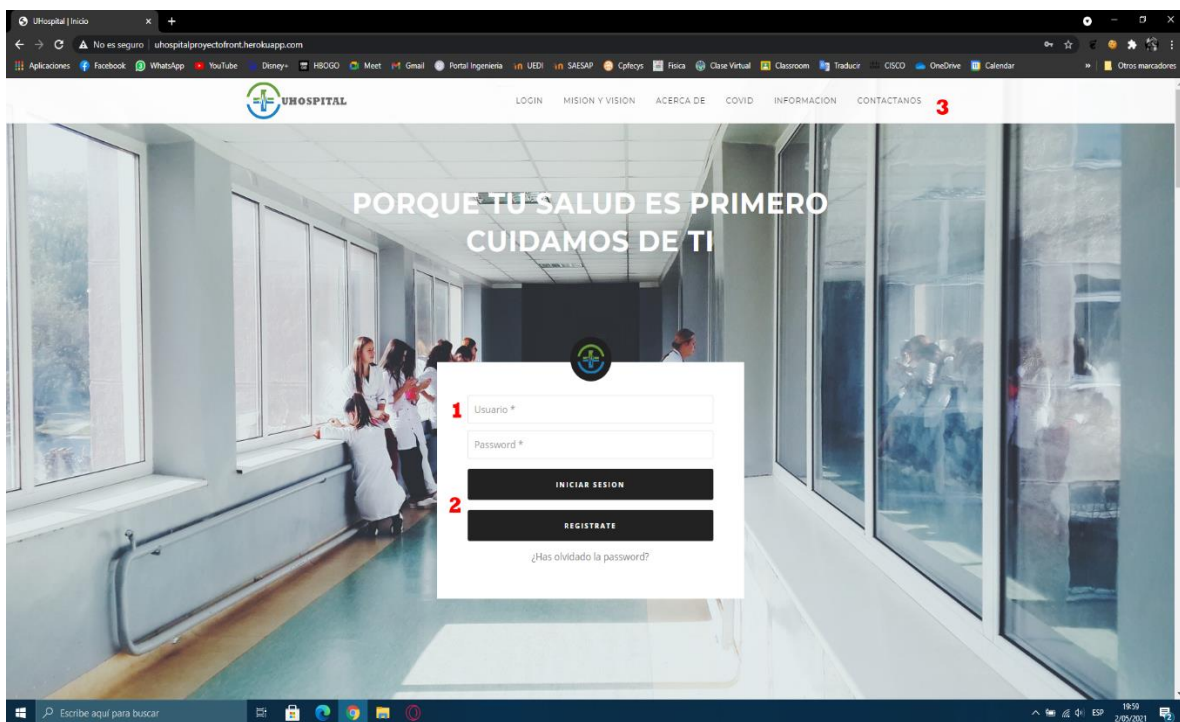 UHospital | Inicio
No es seguro | uhospitalproyectofront.herokuapp.com
Aplicaciones Facebook WhatsApp YouTube Disney+ HBOGO Meet Gmail Portal Ingenieria UEDI SAESAP Cpfecys Fisica Clase Virtual Classroom Traducir CISCO OneDrive Calendar » Otros marcadores
UHOSPITAL LOGIN MISION Y VISION ACERCA DE COVID INFORMACION CONTACTANOS 3
PORQUE TU SALUD ES PRIMERO
CUIDAMOS DE TI
1 Usuario *
Password *
INICIAR SESION
2
REGISTRATE
¿Has olvidado la password?
Escribe aquí para buscar
ESP
19:59
2/05/2021